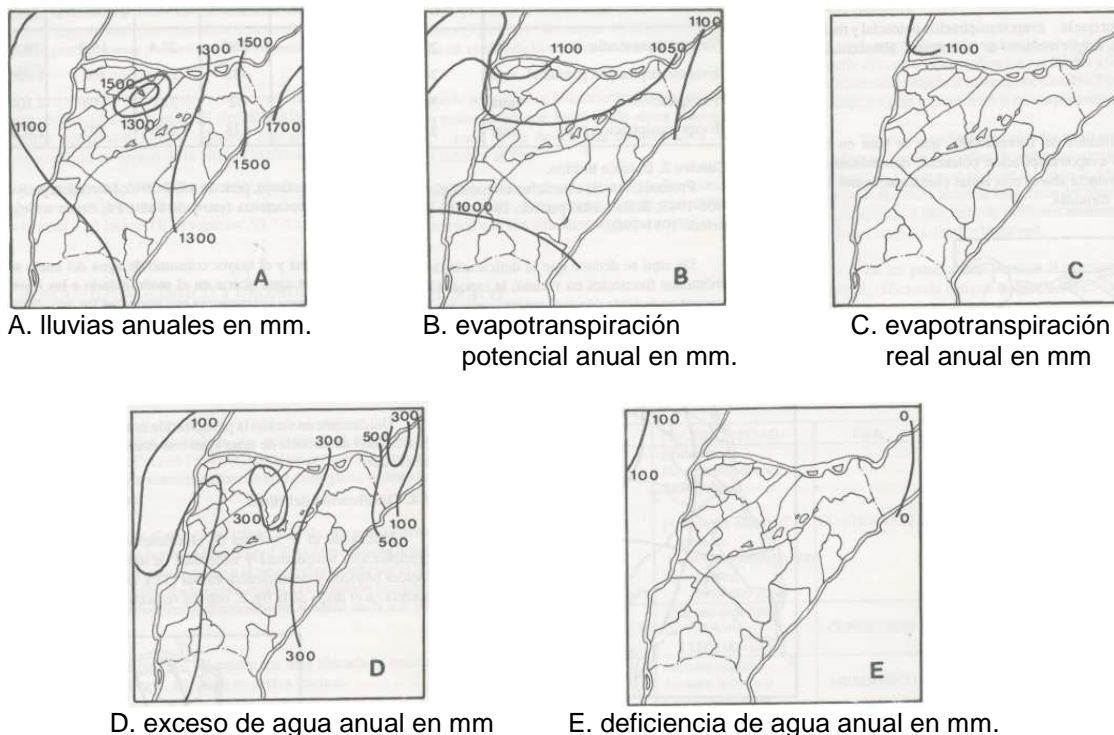 1100
1500
1300
1500
1300
1700
1500
1300
A
1100
1100
1050
1000
B
1100
C
A. lluvias anuales en mm.
B. evapotranspiración
potencial anual en mm.
C. evapotranspiración
real anual en mm
100
300
500
300
300
100
500
300
D
100
100
0
0
E
D. exceso de agua anual en mm
E. deficiencia de agua anual en mm.